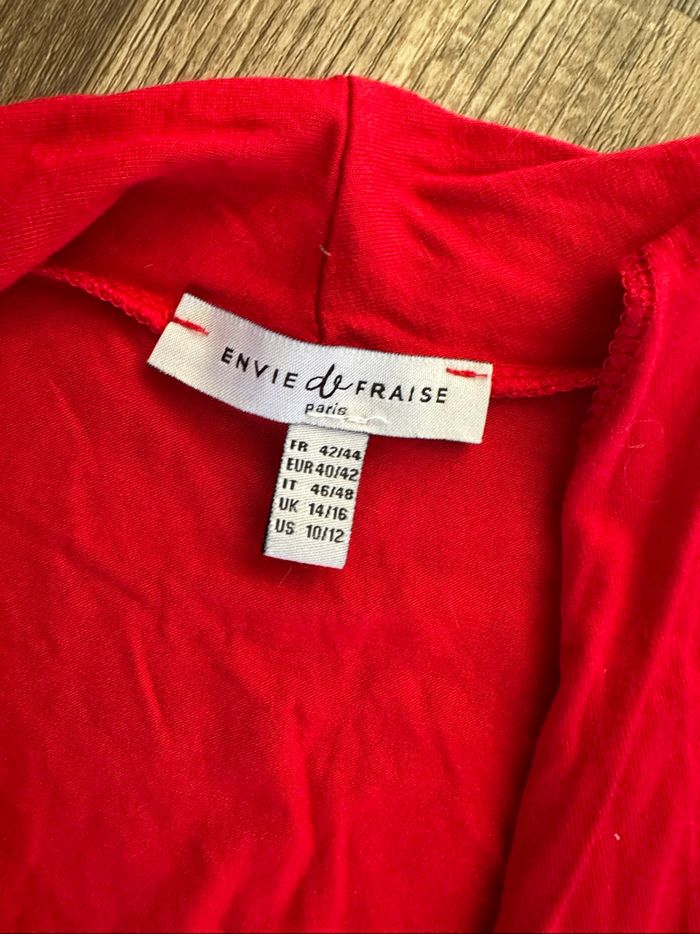 ENVIE de FRAISE
paris
FR 42/44
EUR 40/42
IT 46/48
UK 14/16
US 10/12